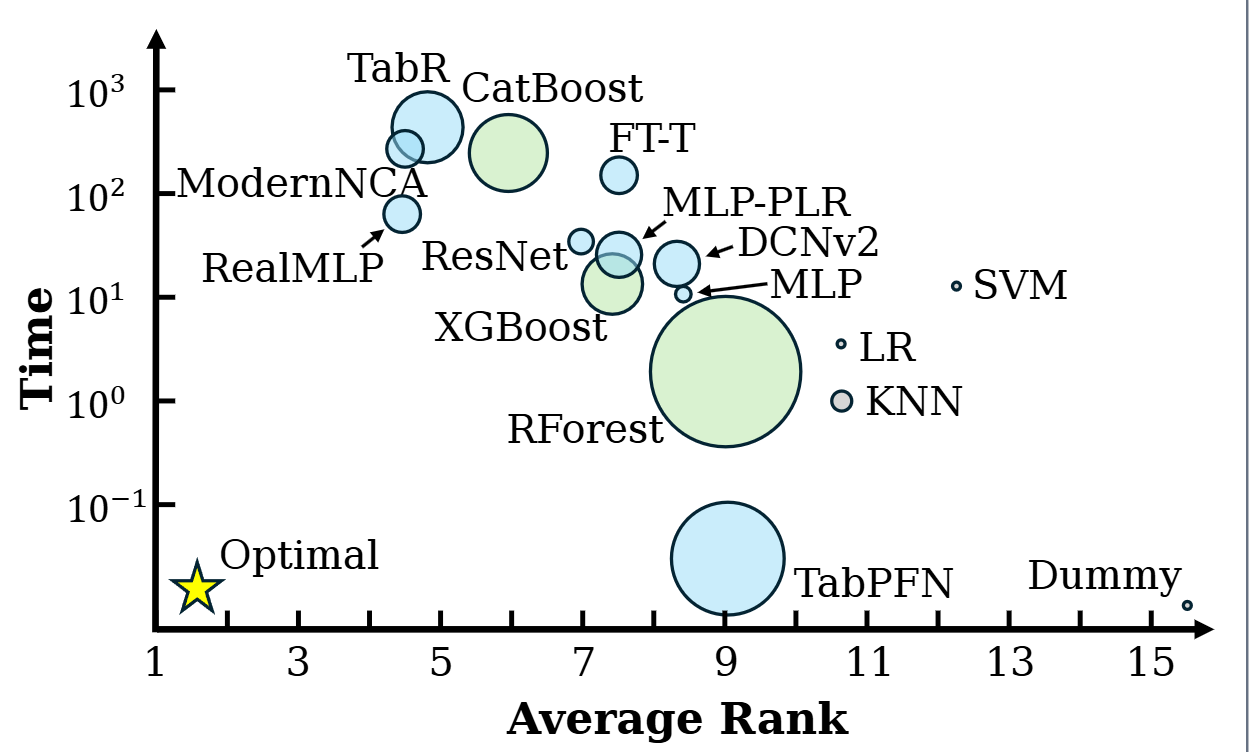 TabR
CatBoost
10³
FT-T
ModernNCA
10²
MLP-PLR
DCNv2
ResNet
RealMLP
MLP
SVM
10¹
XGBoost
LR
Time
10⁰
KNN
RForest
10⁻¹
Optimal
TabPFN
Dummy
1 3 5 7 9 11 13 15
Average Rank